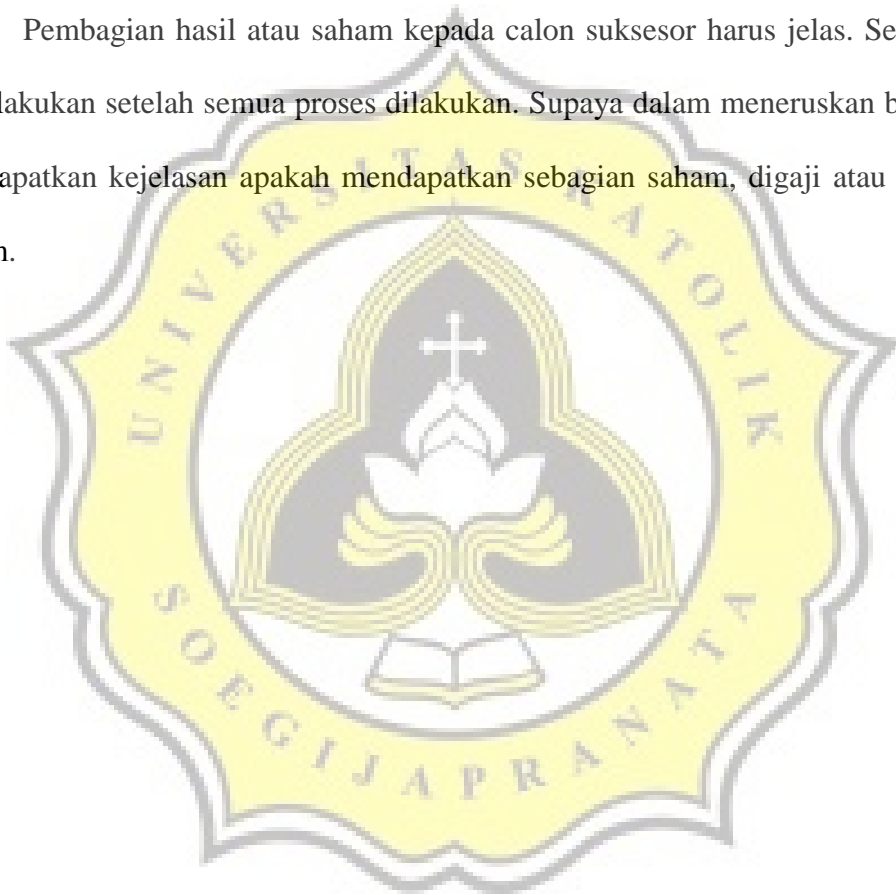 Pembagian hasil atau saham kepada calon suksesor harus jelas. Se
lakukan setelah semua proses dilakukan. Supaya dalam meneruskan b
apatkan kejelasan apakah mendapatkan sebagian saham, digaji atau
n.
UNIVERSITAS KATOLIK
SOEGIJAPRANATA